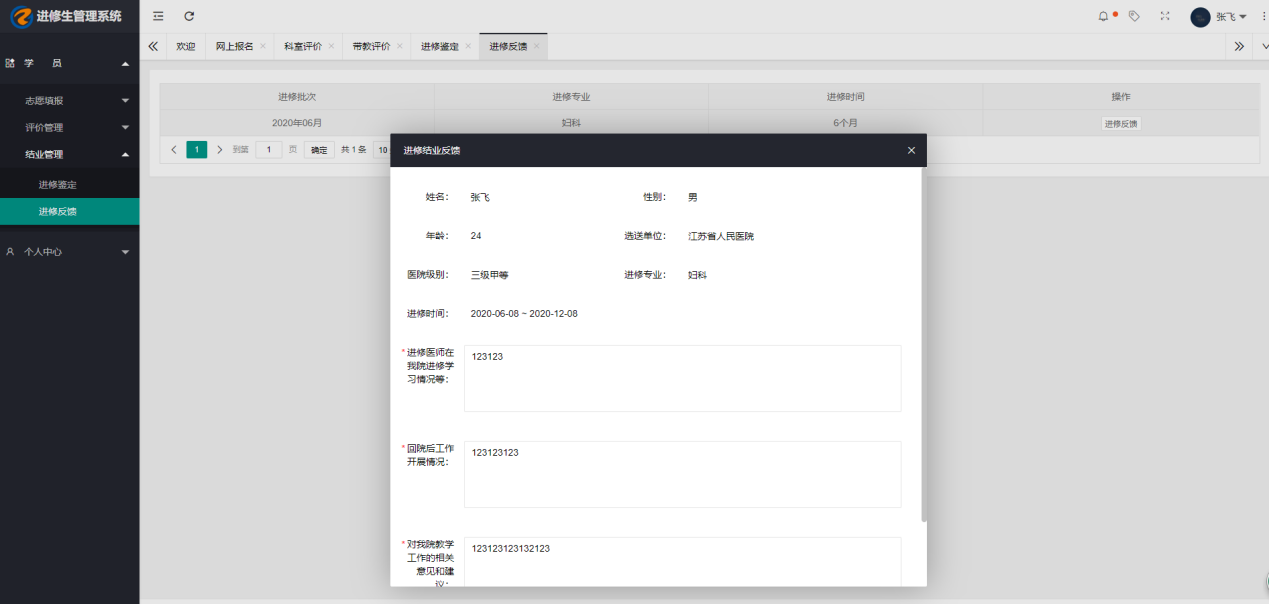 进修生管理系统
张飞
欢迎 网上报名 科室评价 带教评价 进修鉴定 进修反馈
学 员
志愿填报
评价管理
结业管理
进修鉴定
进修反馈
个人中心
进修批次 进修专业 进修时间 操作
2020年06月 妇科 6个月 进修反馈
1 到第 1 页 确定 共 1 条 10
进修结业反馈
姓名: 张飞 性别: 男
年龄: 24 选送单位: 江苏省人民医院
医院级别: 三级甲等 进修专业: 妇科
进修时间: 2020-06-08 ~ 2020-12-08
*进修医师在
我院进修学
习情况等:
123123
*回院后工作
开展情况:
123123123
*对我院教学
工作的相关
意见和建
议:
123123123132123